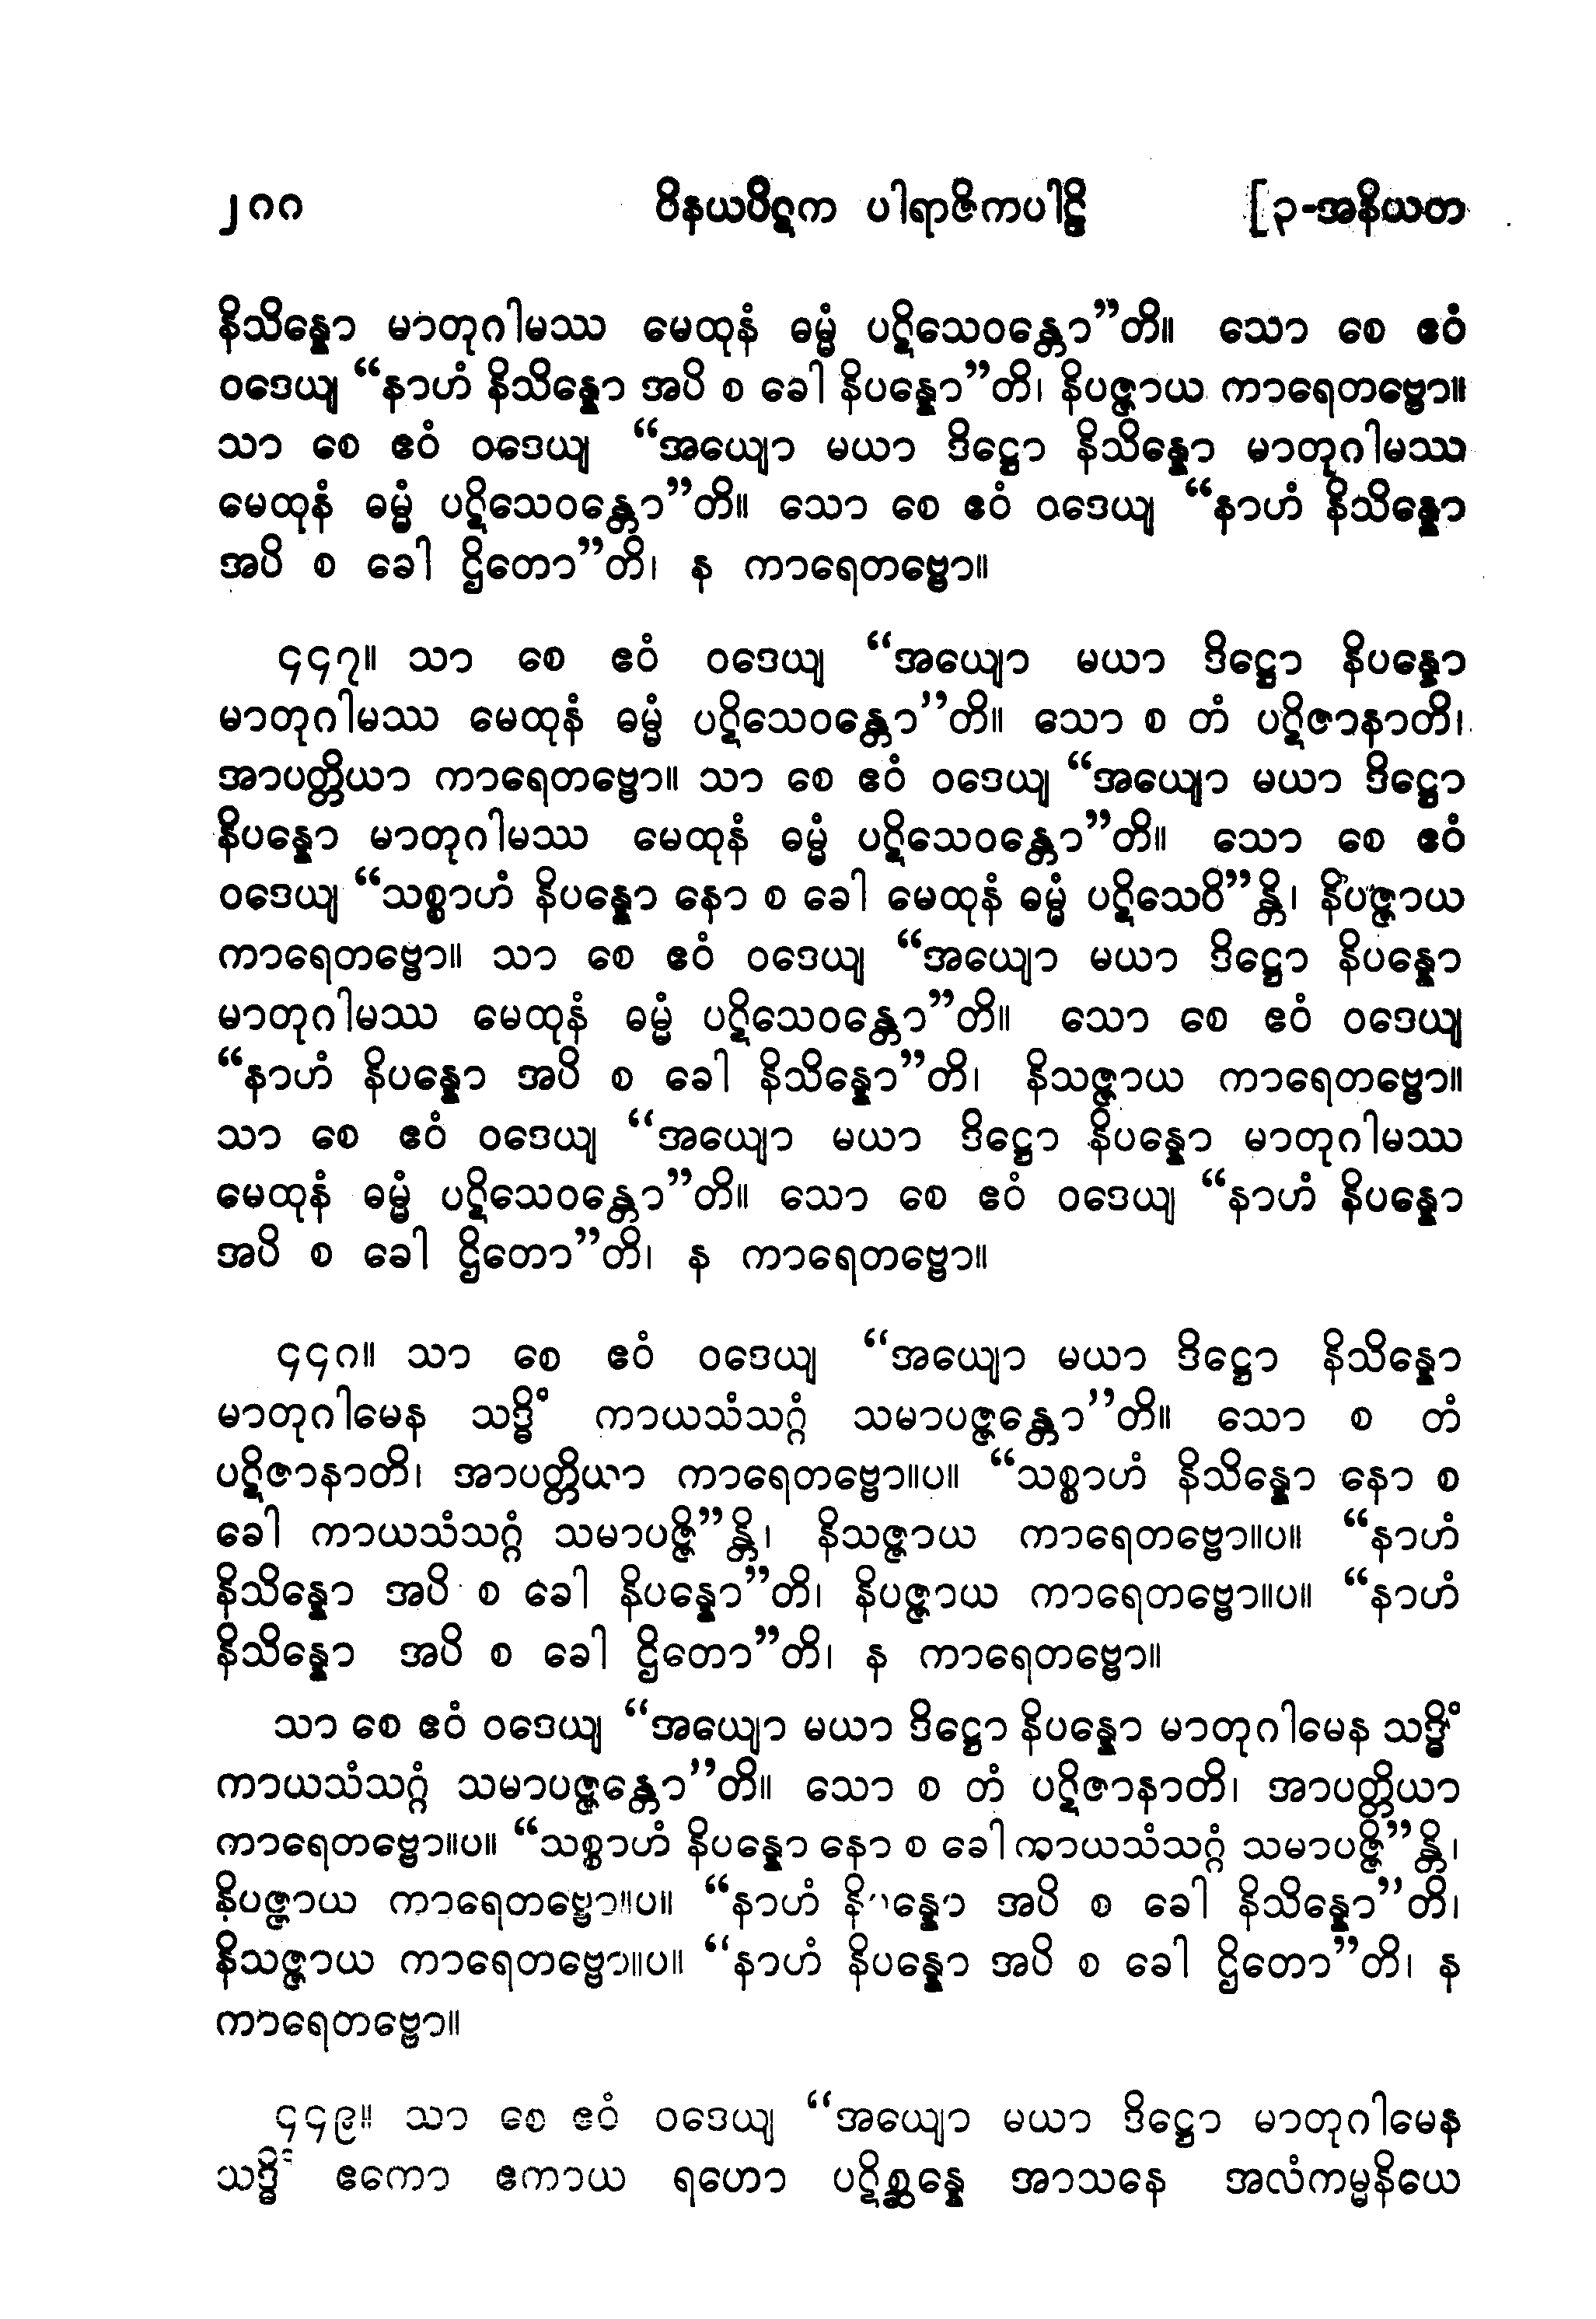 ၂၈၈ ဝိနယပိဋက ပါရာဇိကပါဠိ [၃-အနိယတ
နိသိန္နော မာတုဂါမဿ မေထုနံ ဓမ္မံ ပဋိသေဝန္တော”တိ။ သော စေ ဧဝံ
ဝဒေယျ “နာဟံ နိသိန္နော အပိ စ ခေါ နိပန္နော”တိ၊ နိပဇ္ဇာယ ကာရေတဗ္ဗော။
သာ စေ ဧဝံ ဝဒေယျ “အယျော မယာ ဒိဋ္ဌော နိသိန္နော မာတုဂါမဿ
မေထုနံ ဓမ္မံ ပဋိသေဝန္တော”တိ။ သော စေ ဧဝံ ဝဒေယျ “နာဟံ နိသိန္နော
အပိ စ ခေါ ဌိတော”တိ၊ န ကာရေတဗ္ဗော။
၄၄၇။ သာ စေ ဧဝံ ဝဒေယျ “အယျော မယာ ဒိဋ္ဌော နိပန္နော
မာတုဂါမဿ မေထုနံ ဓမ္မံ ပဋိသေဝန္တော”တိ။ သော စ တံ ပဋိဇာနာတိ၊
အာပတ္တိယာ ကာရေတဗ္ဗော။ သာ စေ ဧဝံ ဝဒေယျ “အယျော မယာ ဒိဋ္ဌော
နိပန္နော မာတုဂါမဿ မေထုနံ ဓမ္မံ ပဋိသေဝန္တော”တိ။ သော စေ ဧဝံ
ဝဒေယျ “သစ္စာဟံ နိပန္နော နော စ ခေါ မေထုနံ ဓမ္မံ ပဋိသေဝိ”န္တိ၊ နိပဇ္ဇာယ
ကာရေတဗ္ဗော။ သာ စေ ဧဝံ ဝဒေယျ “အယျော မယာ ဒိဋ္ဌော နိပန္နော
မာတုဂါမဿ မေထုနံ ဓမ္မံ ပဋိသေဝန္တော”တိ။ သော စေ ဧဝံ ဝဒေယျ
“နာဟံ နိပန္နော အပိ စ ခေါ နိသိန္နော”တိ၊ နိသဇ္ဇာယ ကာရေတဗ္ဗော။
သာ စေ ဧဝံ ဝဒေယျ “အယျော မယာ ဒိဋ္ဌော နိပန္နော မာတုဂါမဿ
မေထုနံ ဓမ္မံ ပဋိသေဝန္တော”တိ။ သော စေ ဧဝံ ဝဒေယျ “နာဟံ နိပန္နော
အပိ စ ခေါ ဌိတော”တိ၊ န ကာရေတဗ္ဗော။
၄၄၈။ သာ စေ ဧဝံ ဝဒေယျ “အယျော မယာ ဒိဋ္ဌော နိသိန္နော
မာတုဂါမေန သဒ္ဓိံ ကာယသံသဂ္ဂံ သမာပဇ္ဇန္တော”တိ။ သော စ တံ
ပဋိဇာနာတိ၊ အာပတ္တိယာ ကာရေတဗ္ဗော။ပ။ “သစ္စာဟံ နိသိန္နော နော စ
ခေါ ကာယသံသဂ္ဂံ သမာပဇ္ဇိ”န္တိ၊ နိသဇ္ဇာယ ကာရေတဗ္ဗော။ပ။ “နာဟံ
နိသိန္နော အပိ စ ခေါ နိပန္နော”တိ၊ နိပဇ္ဇာယ ကာရေတဗ္ဗော။ပ။ “နာဟံ
နိသိန္နော အပိ စ ခေါ ဌိတော”တိ၊ န ကာရေတဗ္ဗော။
သာ စေ ဧဝံ ဝဒေယျ “အယျော မယာ ဒိဋ္ဌော နိပန္နော မာတုဂါမေန သဒ္ဓိံ
ကာယသံသဂ္ဂံ သမာပဇ္ဇန္တော”တိ။ သော စ တံ ပဋိဇာနာတိ၊ အာပတ္တိယာ
ကာရေတဗ္ဗော။ပ။ “သစ္စာဟံ နိပန္နော နော စ ခေါ ကာယသံသဂ္ဂံ သမာပဇ္ဇိ”န္တိ၊
နိပဇ္ဇာယ ကာရေတဗ္ဗော။ပ။ “နာဟံ နိပန္နော အပိ စ ခေါ နိသိန္နော”တိ၊
နိသဇ္ဇာယ ကာရေတဗ္ဗော။ပ။ “နာဟံ နိပန္နော အပိ စ ခေါ ဌိတော”တိ၊ န
ကာရေတဗ္ဗော။
၄၄၉။ သာ စေ ဧဝံ ဝဒေယျ “အယျော မယာ ဒိဋ္ဌော မာတုဂါမေန
သဒ္ဓိံ ဧကော ဧကာယ ရဟော ပဋိစ္ဆန္နေ အာသနေ အလံကမ္မနိယေ